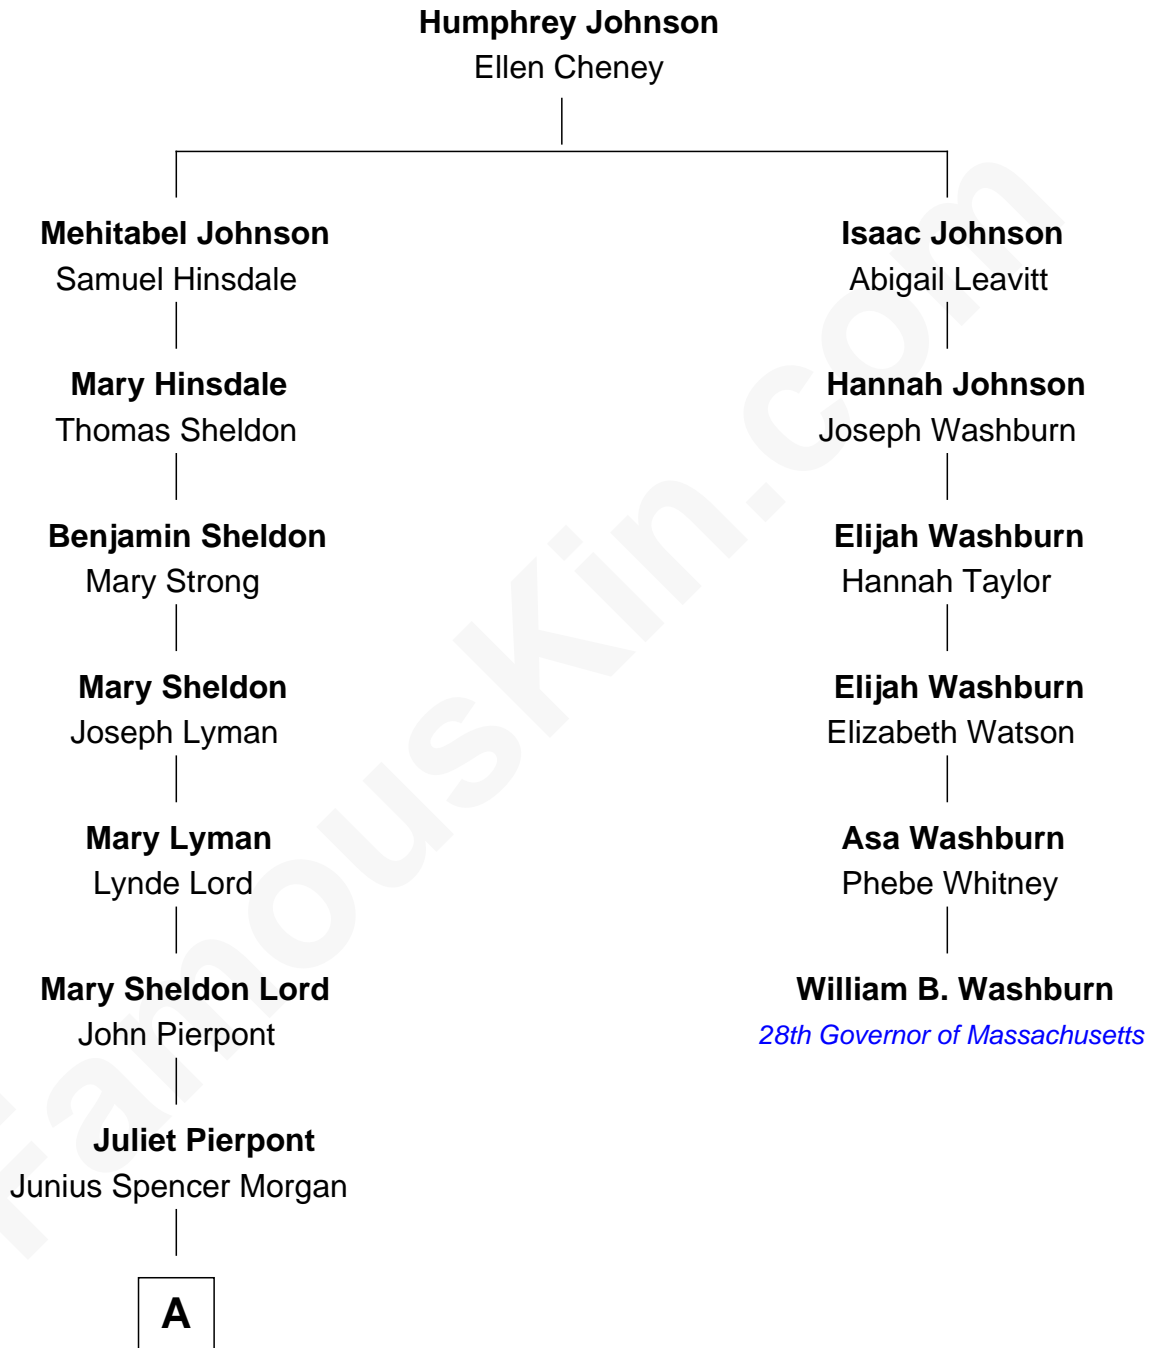 Humphrey Johnson
Ellen Cheney
Mehitabel Johnson
Samuel Hinsdale
Isaac Johnson
Abigail Leavitt
Mary Hinsdale
Thomas Sheldon
Hannah Johnson
Joseph Washburn
Benjamin Sheldon
Mary Strong
Elijah Washburn
Hannah Taylor
Mary Sheldon
Joseph Lyman
Elijah Washburn
Elizabeth Watson
Mary Lyman
Lynde Lord
Asa Washburn
Phebe Whitney
Mary Sheldon Lord
John Pierpont
William B. Washburn
28th Governor of Massachusetts
Juliet Pierpont
Junius Spencer Morgan
A
FamousKin.com